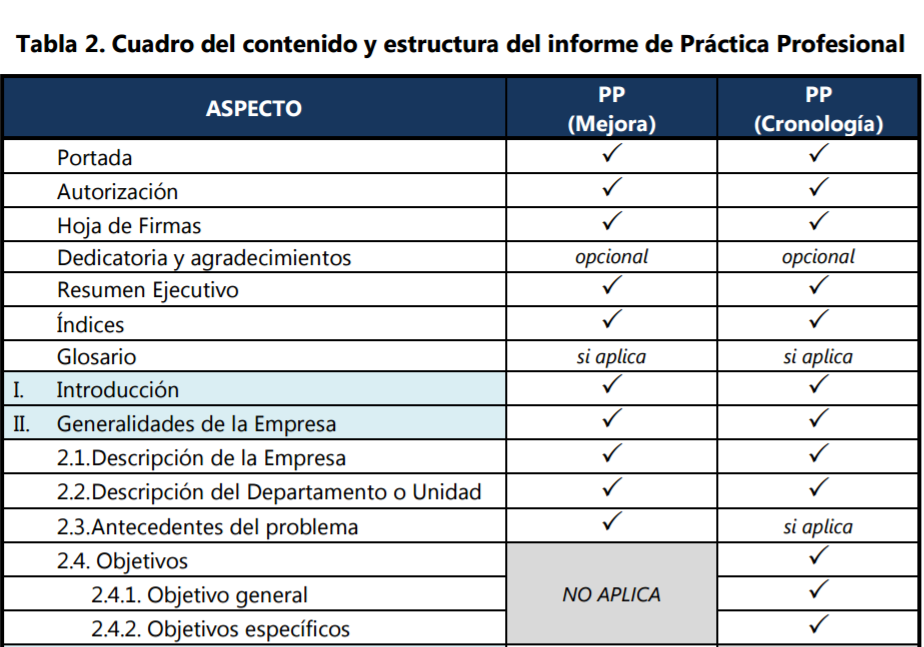 Tabla 2. Cuadro del contenido y estructura del informe de Práctica Profesional
ASPECTO PP (Mejora) PP (Cronología)
Portada ✓ ✓
Autorización ✓ ✓
Hoja de Firmas ✓ ✓
Dedicatoria y agradecimientos opcional opcional
Resumen Ejecutivo ✓ ✓
Índices ✓ ✓
Glosario si aplica si aplica
I. Introducción ✓ ✓
II. Generalidades de la Empresa ✓ ✓
2.1.Descripción de la Empresa ✓ ✓
2.2.Descripción del Departamento o Unidad ✓ ✓
2.3.Antecedentes del problema ✓ si aplica
2.4. Objetivos ✓
2.4.1. Objetivo general NO APLICA ✓
2.4.2. Objetivos específicos ✓